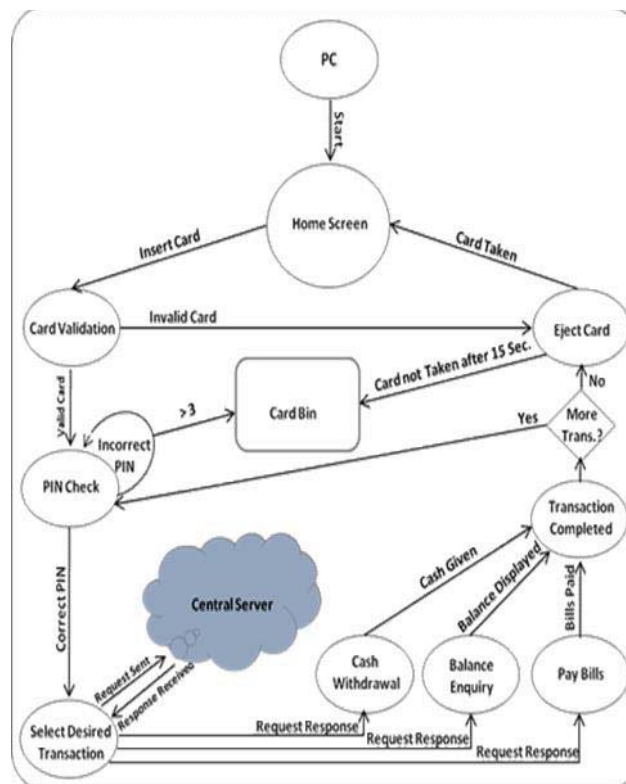 PC
Start
Home Screen
Insert Card
Card Taken
Card Validation
Invalid Card
Eject Card
Card not Taken after 15 Sec.
Valid Card
> 3
Card Bin
No
More
Trans.?
Yes
Incorrect
PIN
PIN Check
Transaction
Completed
Correct PIN
Central Server
Cash Given
Balance Displayed
Bills Paid
Request Sent
Response Received
Cash
Withdrawal
Balance
Enquiry
Pay Bills
Select Desired
Transaction
Request Response
Request Response
Request Response